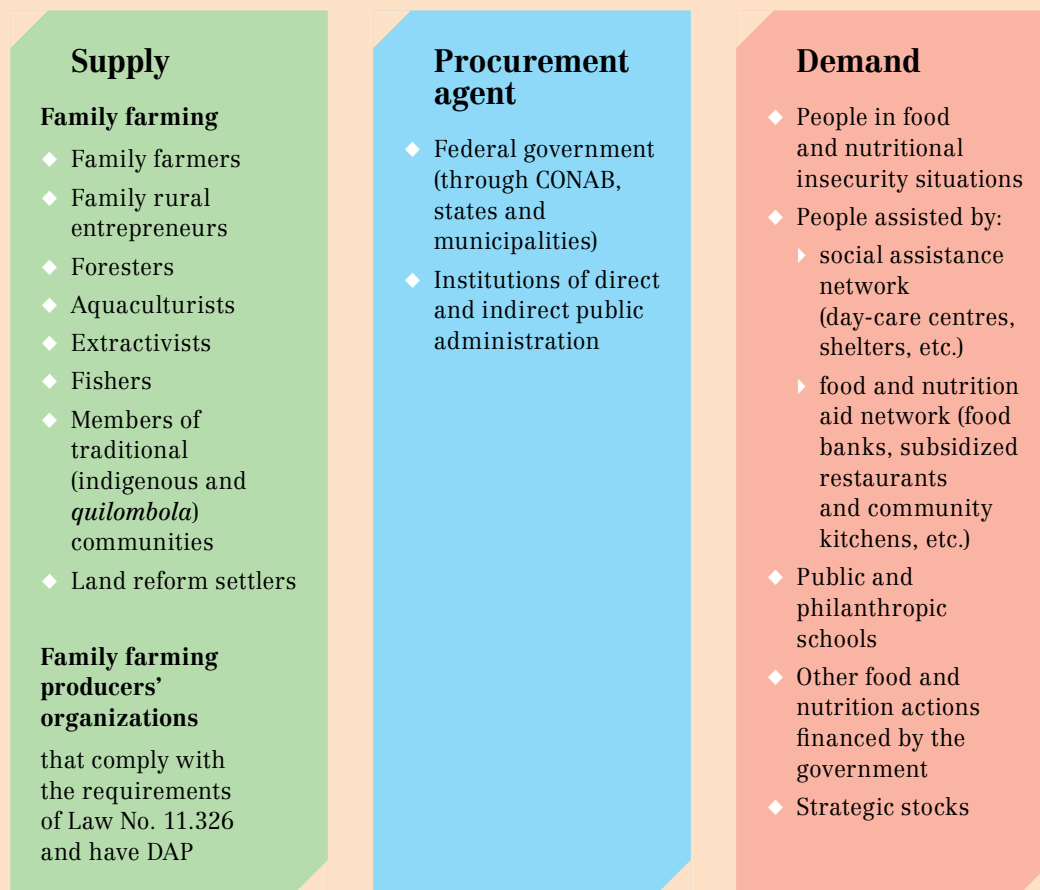 Supply
Family farming
Family farmers
Family rural
entrepreneurs
Foresters
Aquaculturists
Extractivists
Fishers
Members of
traditional
(indigenous and
quilombola)
communities
Land reform settlers
Family farming
producers’
organizations
that comply with
the requirements
of Law No. 11.326
and have DAP
Procurement
agent
Federal government
(through CONAB,
states and
municipalities)
Institutions of direct
and indirect public
administration
Demand
People in food
and nutritional
insecurity situations
People assisted by:
social assistance
network
(day-care centres,
shelters, etc.)
food and nutrition
aid network (food
banks, subsidized
restaurants
and community
kitchens, etc.)
Public and
philanthropic
schools
Other food and
nutrition actions
financed by the
government
Strategic stocks